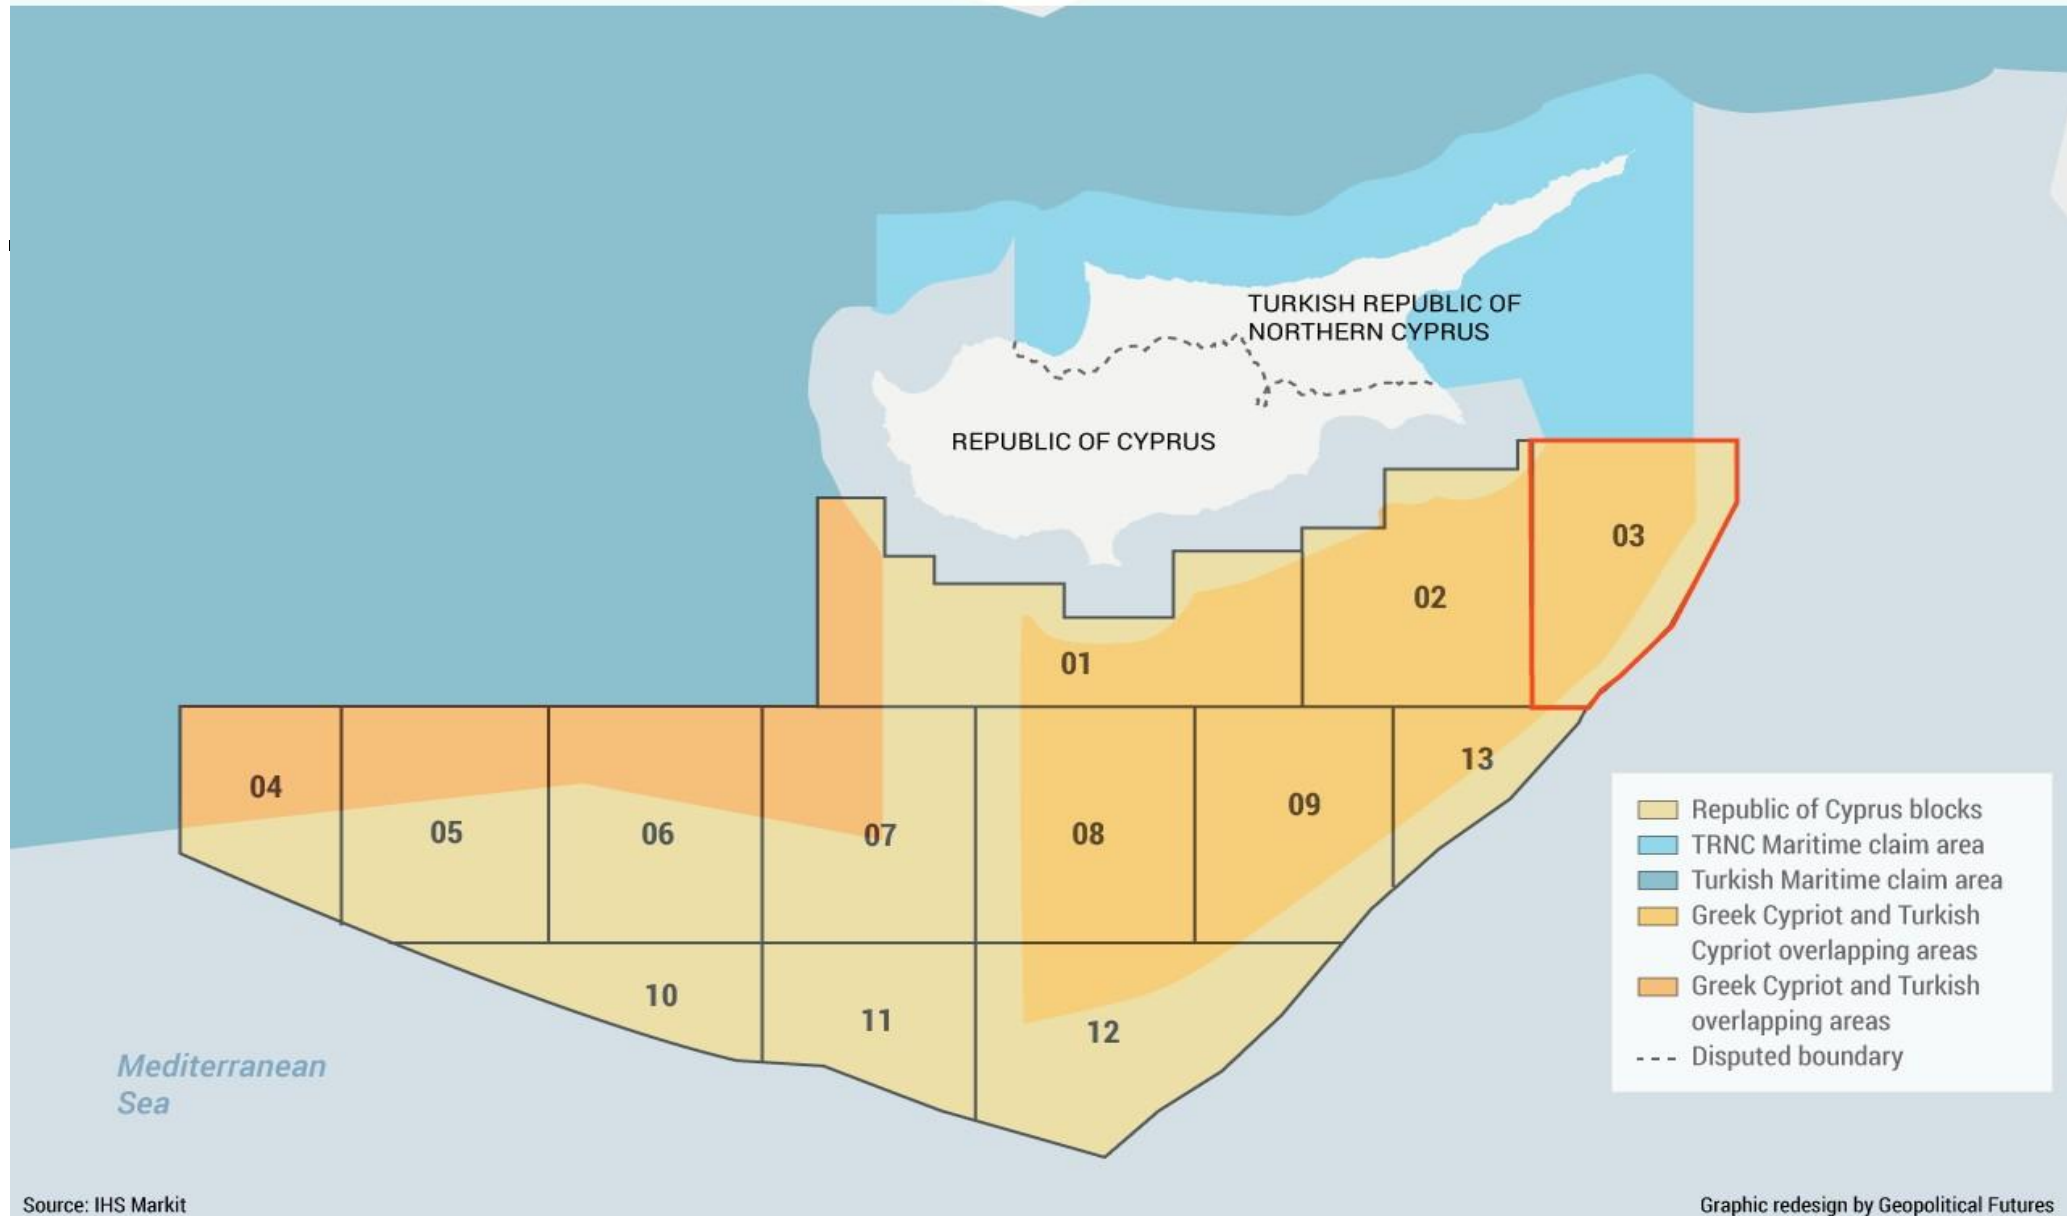 TURKISH REPUBLIC OF
NORTHERN CYPRUS
REPUBLIC OF CYPRUS
03
02
01
04
05
06
07
08
09
13
10
11
12
Mediterranean
Sea
Republic of Cyprus blocks
TRNC Maritime claim area
Turkish Maritime claim area
Greek Cypriot and Turkish
Cypriot overlapping areas
Greek Cypriot and Turkish
overlapping areas
Disputed boundary
Source: IHS Markit
Graphic redesign by Geopolitical Futures